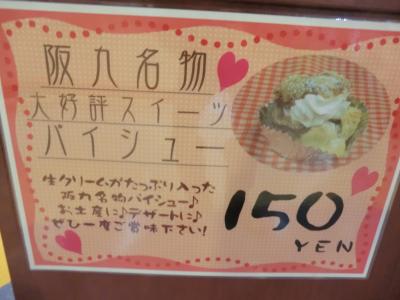 阪九名物
大好評スイーツ
パイシュー
生クリームがたっぷり入った
阪九名物パイシュー♪
お土産に♪デザートに♪
ぜひ一度ご賞味下さい!
150
YEN